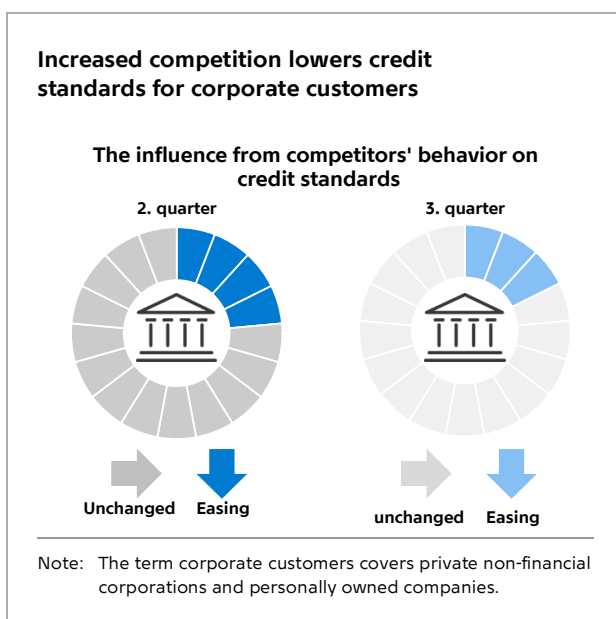 Increased competition lowers credit
standards for corporate customers
The influence from competitors' behavior on
credit standards
2. quarter
3. quarter
Unchanged
Easing
unchanged
Easing
Note: The term corporate customers covers private non-financial
corporations and personally owned companies.